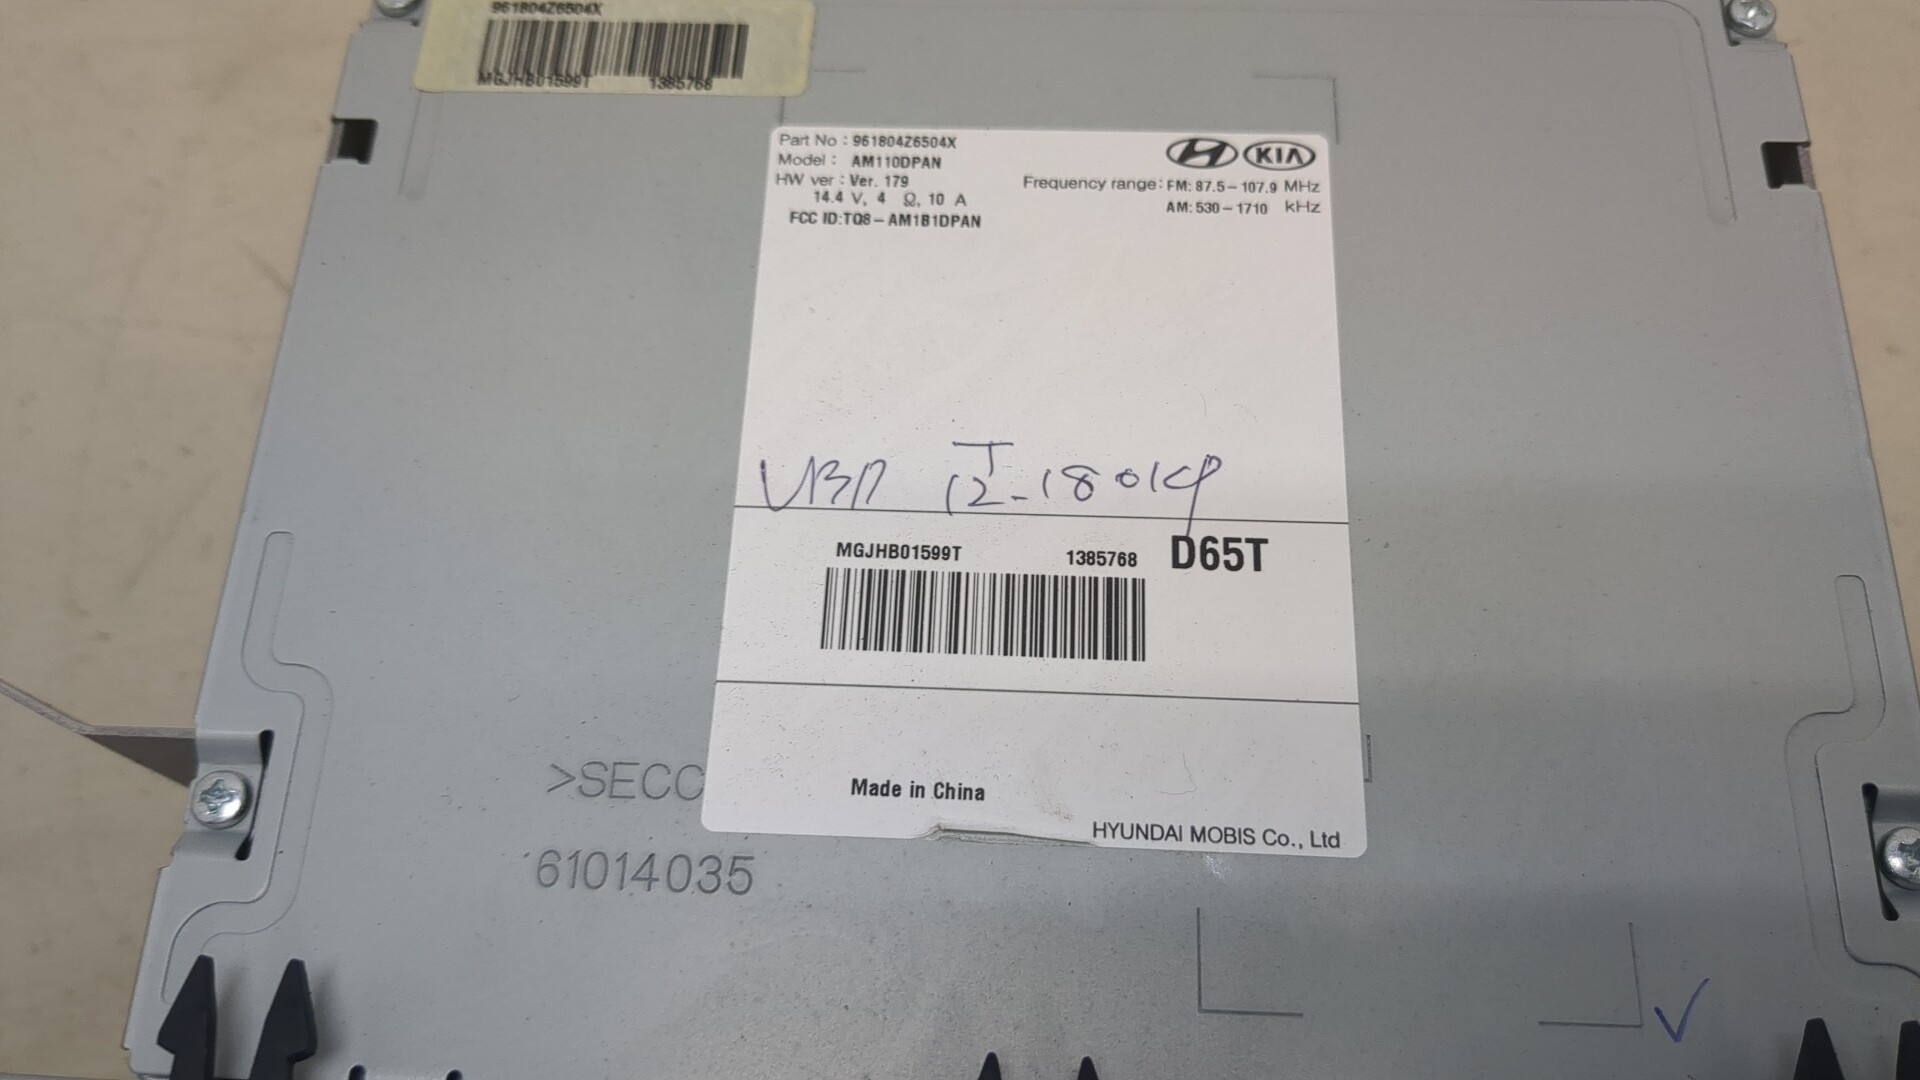 961804Z6504X
MGJHB01599T 1385768
Part No : 961804Z6504X
Model : AM110DPAN
HW ver : Ver. 179
14.4 V, 4 Ω, 10 A
FCC ID:TQ8-AM1B1DPAN
KIA
Frequency range: FM: 87.5-107.9 MHz
AM: 530-1710 kHz
MGJHB01599T 1385768 D65T
Made in China
HYUNDAI MOBIS Co., Ltd
>SECC
61014035